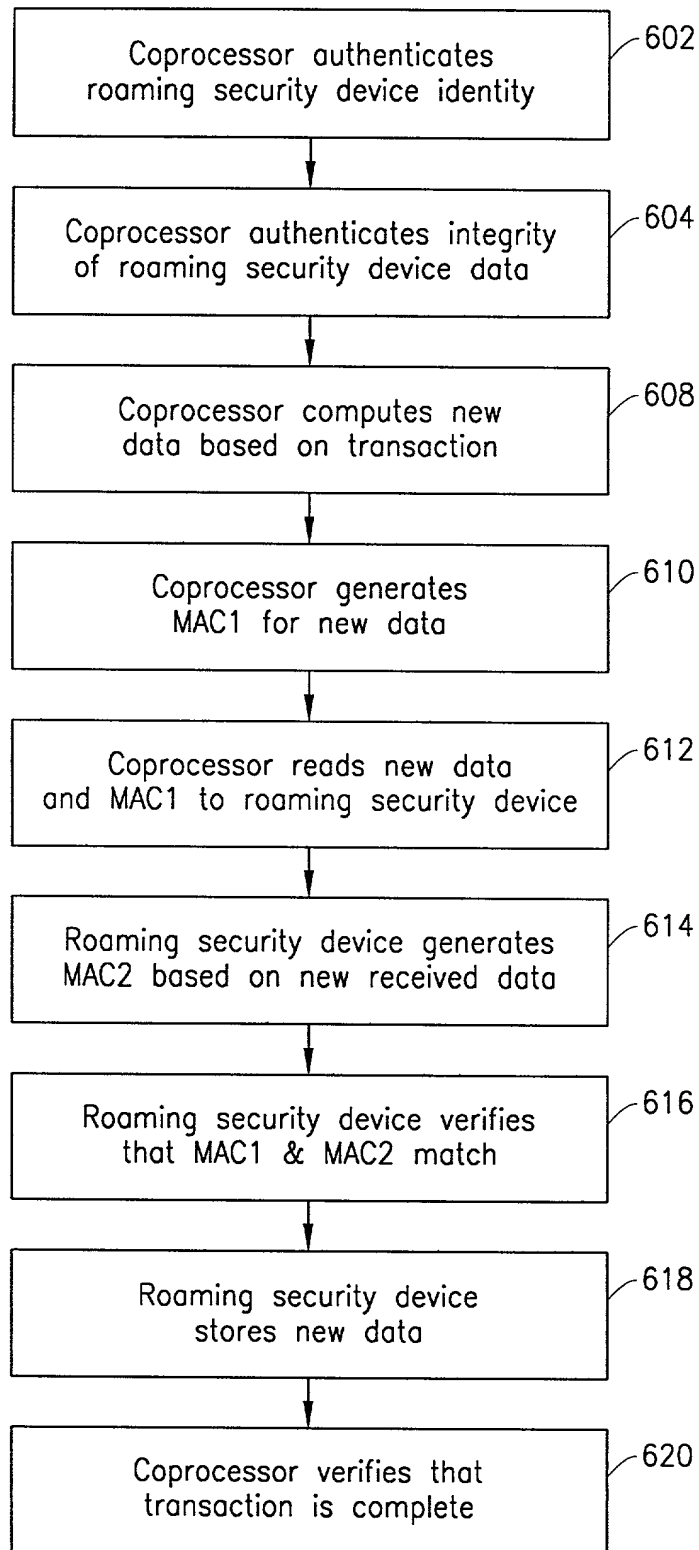 Coprocessor authenticates
roaming security device identity
602
Coprocessor authenticates integrity
of roaming security device data
604
Coprocessor computes new
data based on transaction
608
Coprocessor generates
MAC1 for new data
610
Coprocessor reads new data
and MAC1 to roaming security device
612
Roaming security device generates
MAC2 based on new received data
614
Roaming security device verifies
that MAC1 & MAC2 match
616
Roaming security device
stores new data
618
Coprocessor verifies that
transaction is complete
620